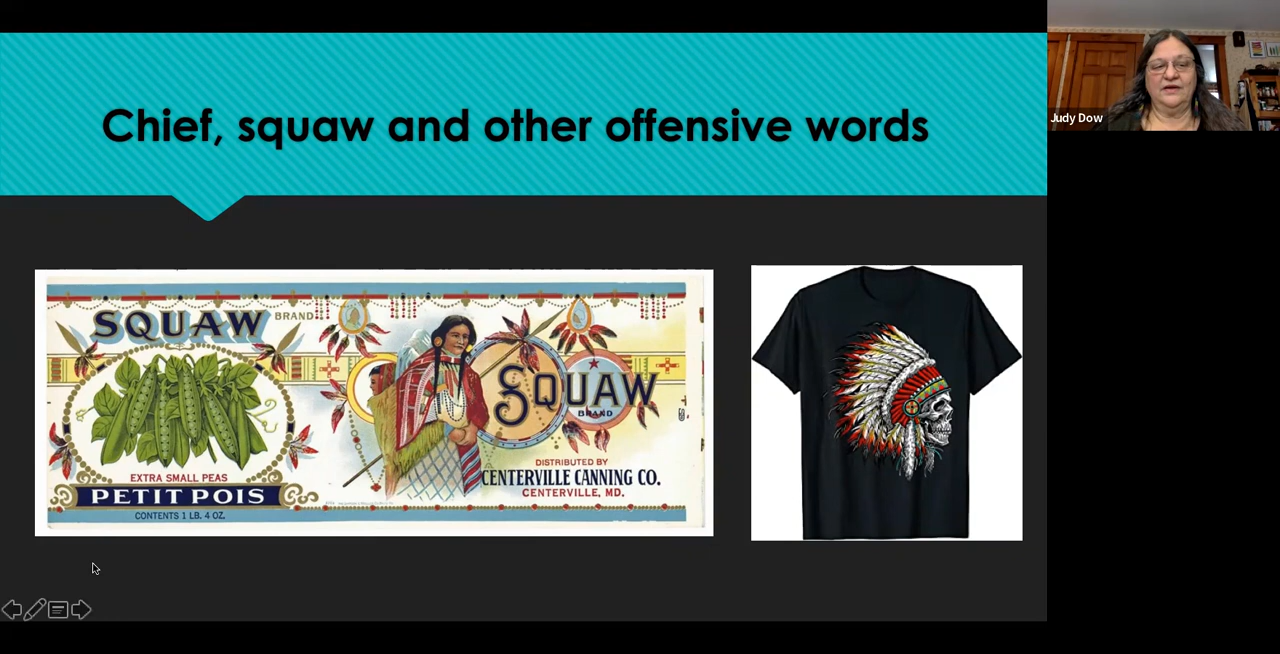 Chief, squaw and other offensive words
SQUAW
BRAND
EXTRA SMALL PEAS
PETIT POIS
CONTENTS 1 LB. 4 OZ.
SQUAW
BRAND
DISTRIBUTED BY
CENTERVILLE CANNING CO.
CENTERVILLE, MD.
Judy Dow